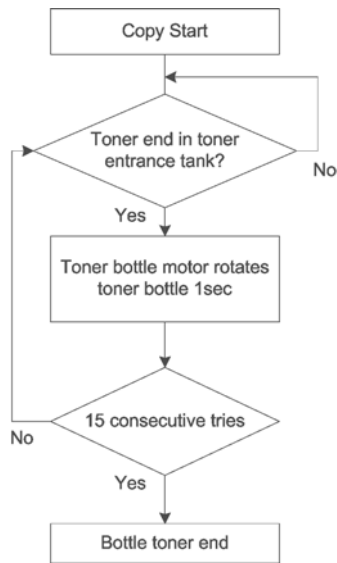 Copy Start
Toner end in toner
entrance tank?
No
Yes
Toner bottle motor rotates
toner bottle 1sec
15 consecutive tries
No
Yes
Bottle toner end